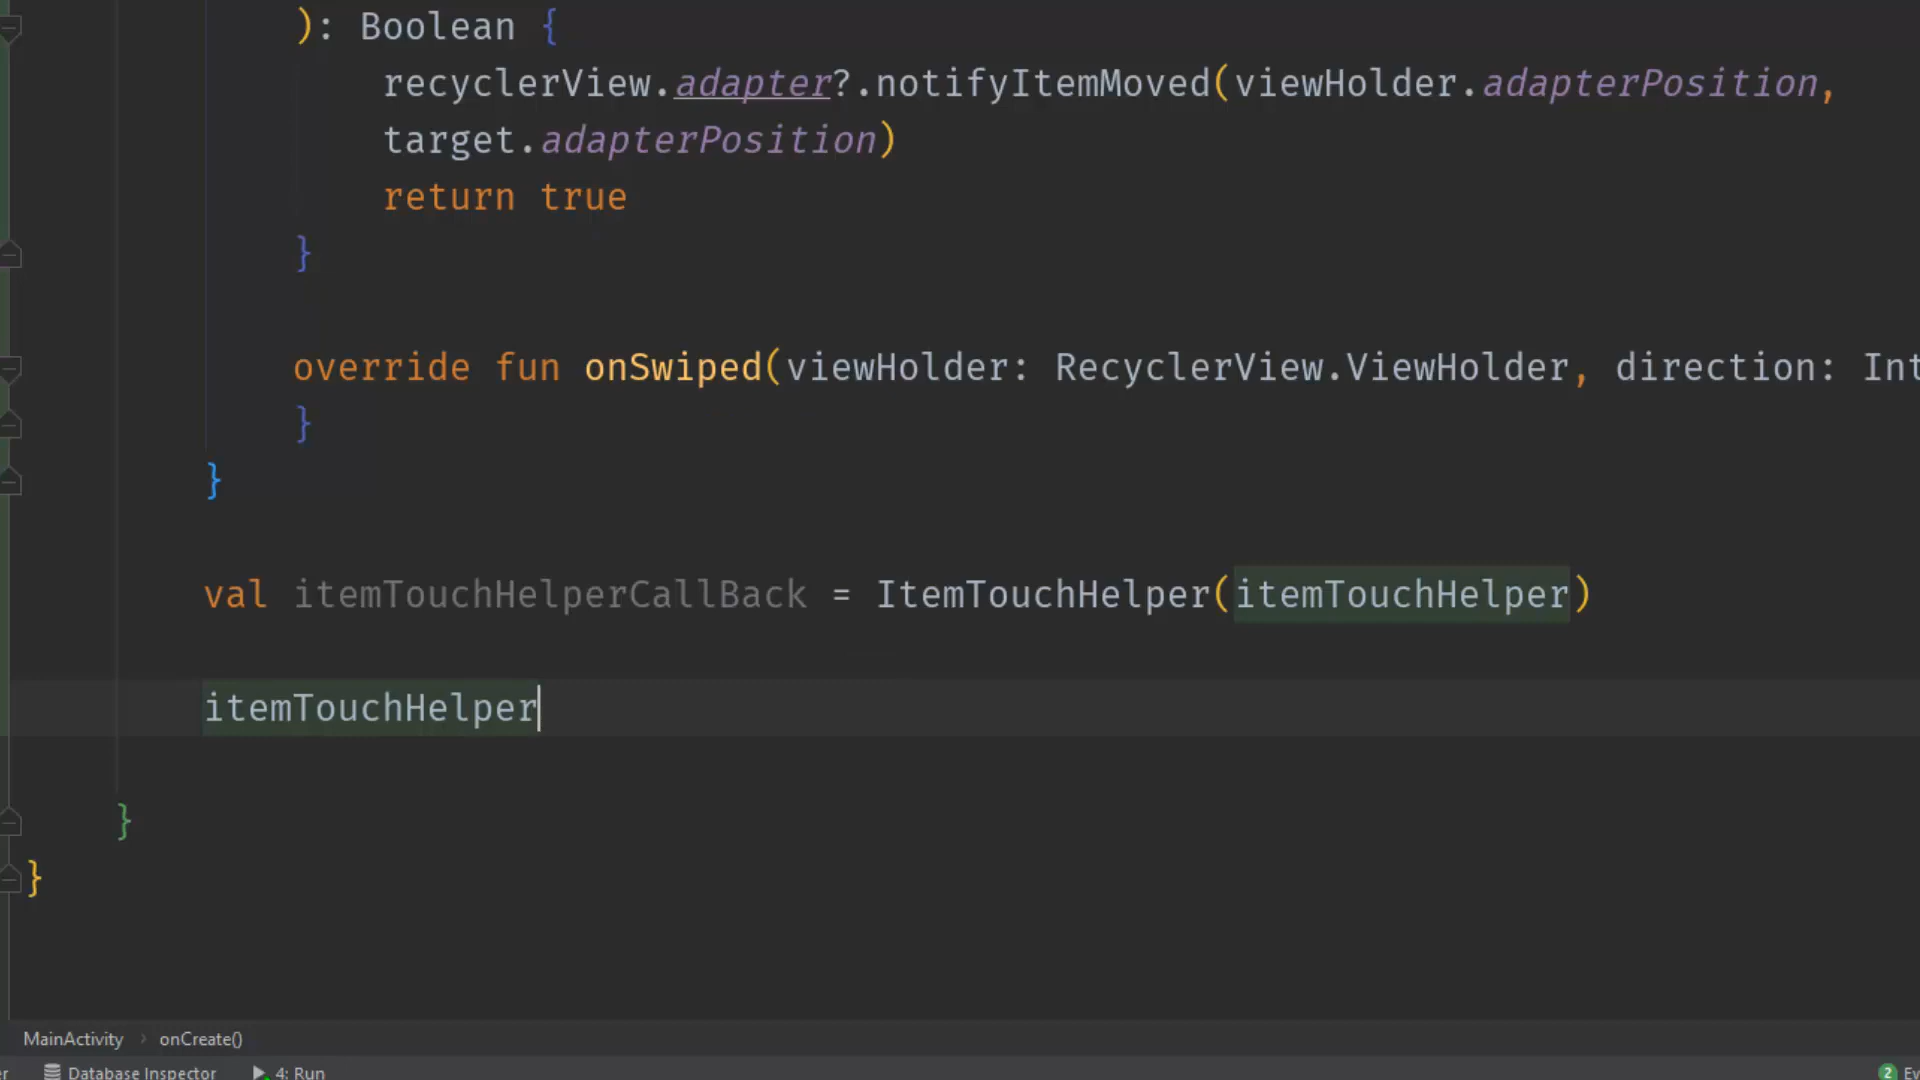 ): Boolean {
recyclerView.adapter?.notifyItemMoved(viewHolder.adapterPosition,
target.adapterPosition)
return true
}
override fun onSwiped(viewHolder: RecyclerView.ViewHolder, direction: Int
}
}
val itemTouchHelperCallBack = ItemTouchHelper(itemTouchHelper)
itemTouchHelper
}
}
MainActivity › onCreate()
Database Inspector 4: Run 2